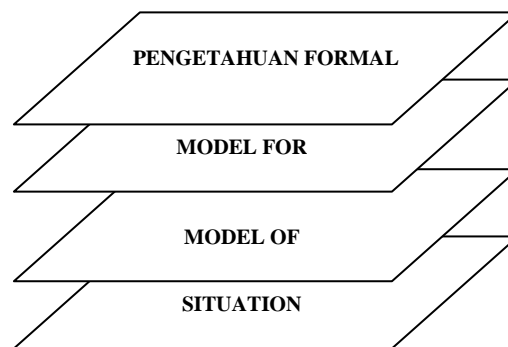 PENGETAHUAN FORMAL
MODEL FOR
MODEL OF
SITUATION